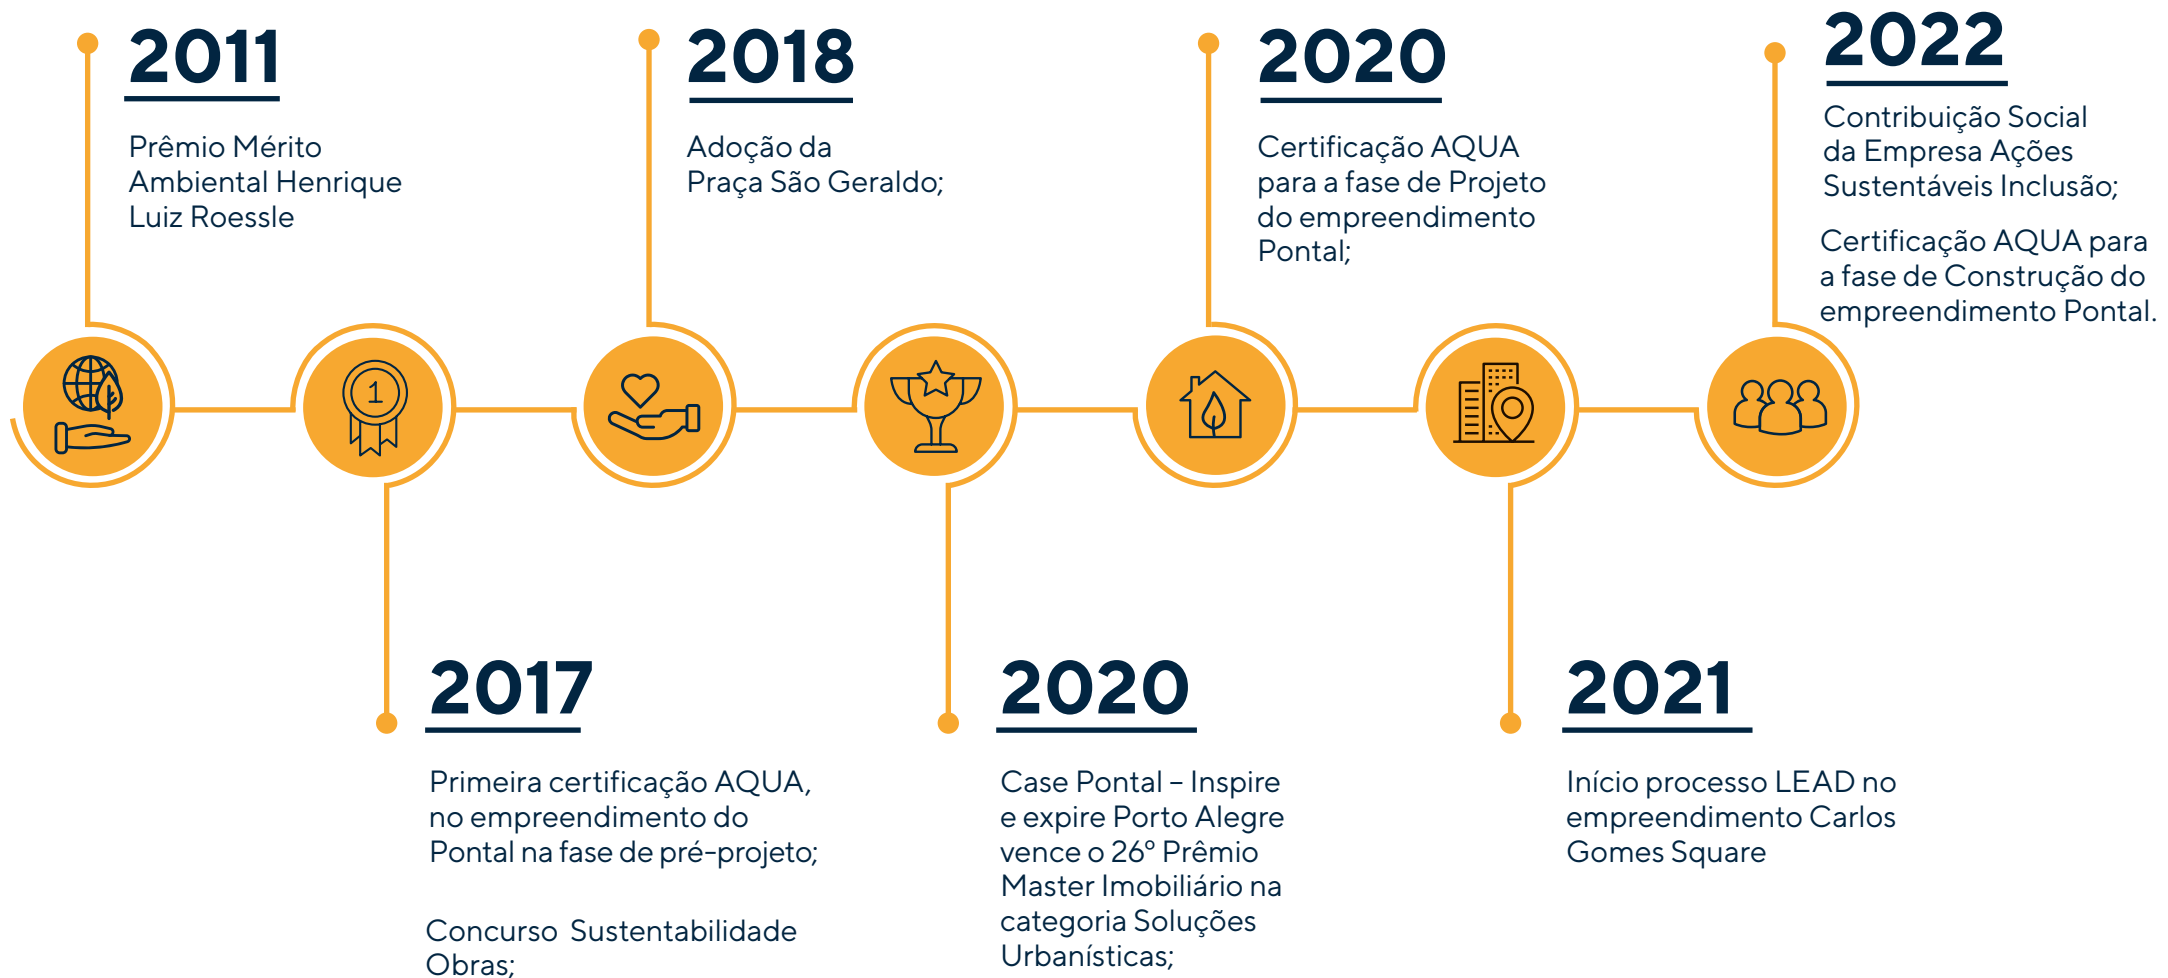 2011
Prêmio Mérito
Ambiental Henrique
Luiz Roessle
1
2017
Primeira certificação AQUA,
no empreendimento do
Pontal na fase de pré-projeto;
Concurso Sustentabilidade
Obras;
2018
Adoção da
Praça São Geraldo;
2020
Case Pontal – Inspire
e expire Porto Alegre
vence o 26º Prêmio
Master Imobiliário na
categoria Soluções
Urbanísticas;
2020
Certificação AQUA
para a fase de Projeto
do empreendimento
Pontal;
2021
Início processo LEAD no
empreendimento Carlos
Gomes Square
2022
Contribuição Social
da Empresa Ações
Sustentáveis Inclusão;
Certificação AQUA para
a fase de Construção do
empreendimento Pontal.